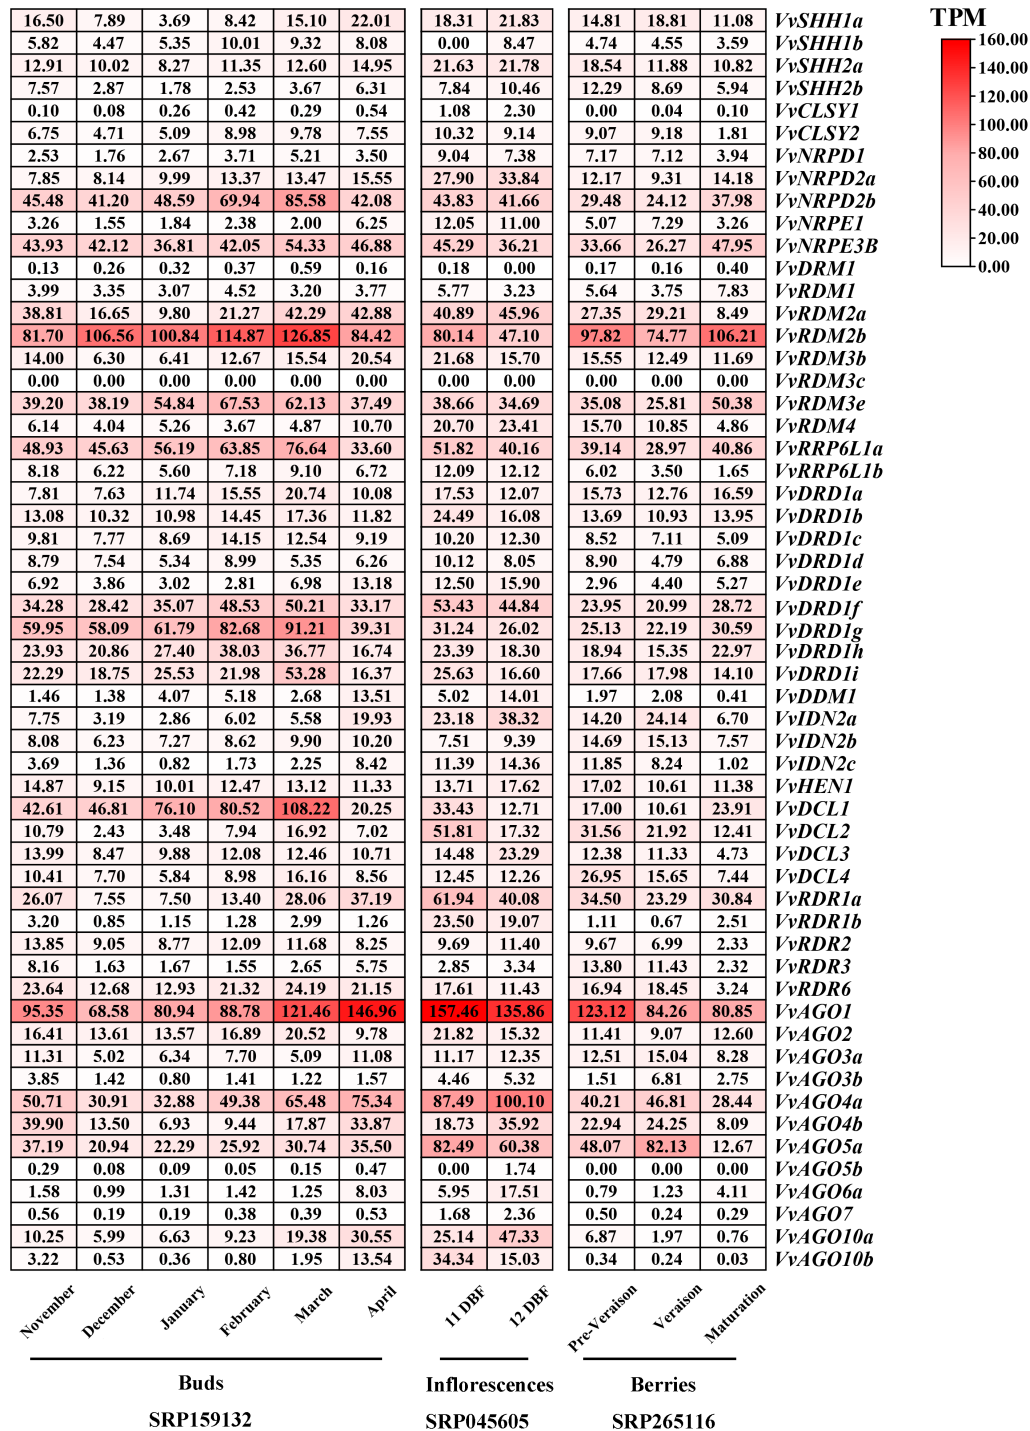 TPM
160.00
140.00
120.00
100.00
80.00
60.00
40.00
20.00
0.00
16.50 7.89 3.69 8.42 15.10 22.01 18.31 21.83 14.81 18.81 11.08 VvSHH1a
5.82 4.47 5.35 10.01 9.32 8.08 0.00 8.47 4.74 4.55 3.59 VvSHH1b
12.91 10.02 8.27 11.35 12.60 14.95 21.63 21.78 18.54 11.88 10.82 VvSHH2a
7.57 2.87 1.78 2.53 3.67 6.31 7.84 10.46 12.29 8.69 5.94 VvSHH2b
0.10 0.08 0.26 0.42 0.29 0.54 1.08 2.30 0.00 0.04 0.10 VvCLSY1
6.75 4.71 5.09 8.98 9.78 7.55 10.32 9.14 9.07 9.18 1.81 VvCLSY2
2.53 1.76 2.67 3.71 5.21 3.50 9.04 7.38 7.17 7.12 3.94 VvNRPD1
7.85 8.14 9.99 13.37 13.47 15.55 27.90 33.84 12.17 9.31 14.18 VvNRPD2a
45.48 41.20 48.59 69.94 85.58 42.08 43.83 41.66 29.48 24.12 37.98 VvNRPD2b
3.26 1.55 1.84 2.38 2.00 6.25 12.05 11.00 5.07 7.29 3.26 VvNRPE1
43.93 42.12 36.81 42.05 54.33 46.88 45.29 36.21 33.66 26.27 47.95 VvNRPE3B
0.13 0.26 0.32 0.37 0.59 0.16 0.18 0.00 0.17 0.16 0.40 VvDRM1
3.99 3.35 3.07 4.52 3.20 3.77 5.77 3.23 5.64 3.75 7.83 VvRDM1
38.81 16.65 9.80 21.27 42.29 42.88 40.89 45.96 27.35 29.21 8.49 VvRDM2a
81.70 106.56 100.84 114.87 126.85 84.42 80.14 47.10 97.82 74.77 106.21 VvRDM2b
14.00 6.30 6.41 12.67 15.54 20.54 21.68 15.70 15.55 12.49 11.69 VvRDM3b
0.00 0.00 0.00 0.00 0.00 0.00 0.00 0.00 0.00 0.00 0.00 VvRDM3c
39.20 38.19 54.84 67.53 62.13 37.49 38.66 34.69 35.08 25.81 50.38 VvRDM3e
6.14 4.04 5.26 3.67 4.87 10.70 20.70 23.41 15.70 10.85 4.86 VvRDM4
48.93 45.63 56.19 63.85 76.64 33.60 51.82 40.16 39.14 28.97 40.86 VvRRP6L1a
8.18 6.22 5.60 7.18 9.10 6.72 12.09 12.12 6.02 3.50 1.65 VvRRP6L1b
7.81 7.63 11.74 15.55 20.74 10.08 17.53 12.07 15.73 12.76 16.59 VvDRD1a
13.08 10.32 10.98 14.45 17.36 11.82 24.49 16.08 13.69 10.93 13.95 VvDRD1b
9.81 7.77 8.69 14.15 12.54 9.19 10.20 12.30 8.52 7.11 5.09 VvDRD1c
8.79 7.54 5.34 8.99 5.35 6.26 10.12 8.05 8.90 4.79 6.88 VvDRD1d
6.92 3.86 3.02 2.81 6.98 13.18 12.50 15.90 2.96 4.40 5.27 VvDRD1e
34.28 28.42 35.07 48.53 50.21 33.17 53.43 44.84 23.95 20.99 28.72 VvDRD1f
59.95 58.09 61.79 82.68 91.21 39.31 31.24 26.02 25.13 22.19 30.59 VvDRD1g
23.93 20.86 27.40 38.03 36.77 16.74 23.39 18.30 18.94 15.35 22.97 VvDRD1h
22.29 18.75 25.53 21.98 53.28 16.37 25.63 16.60 17.66 17.98 14.10 VvDRD1i
1.46 1.38 4.07 5.18 2.68 13.51 5.02 14.01 1.97 2.08 0.41 VvDDM1
7.75 3.19 2.86 6.02 5.58 19.93 23.18 38.32 14.20 24.14 6.70 VvIDN2a
8.08 6.23 7.27 8.62 9.90 10.20 7.51 9.39 14.69 15.13 7.57 VvIDN2b
3.69 1.36 0.82 1.73 2.25 8.42 11.39 14.36 11.85 8.24 1.02 VvIDN2c
14.87 9.15 10.01 12.47 13.12 11.33 13.71 17.62 17.02 10.61 11.38 VvHEN1
42.61 46.81 76.10 80.52 108.22 20.25 33.43 12.71 17.00 10.61 23.91 VvDCL1
10.79 2.43 3.48 7.94 16.92 7.02 51.81 17.32 31.56 21.92 12.41 VvDCL2
13.99 8.47 9.88 12.08 12.46 10.71 14.48 23.29 12.38 11.33 4.73 VvDCL3
10.41 7.70 5.84 8.98 16.16 8.56 12.45 12.26 26.95 15.65 7.44 VvDCL4
26.07 7.55 7.50 13.40 28.06 37.19 61.94 40.08 34.50 23.29 30.84 VvRDR1a
3.20 0.85 1.15 1.28 2.99 1.26 23.50 19.07 1.11 0.67 2.51 VvRDR1b
13.85 9.05 8.77 12.09 11.68 8.25 9.69 11.40 9.67 6.99 2.33 VvRDR2
8.16 1.63 1.67 1.55 2.65 5.75 2.85 3.34 13.80 11.43 2.32 VvRDR3
23.64 12.68 12.93 21.32 24.19 21.15 17.61 11.43 16.94 18.45 3.24 VvRDR6
95.35 68.58 80.94 88.78 121.46 146.96 157.46 135.86 123.12 84.26 80.85 VvAGO1
16.41 13.61 13.57 16.89 20.52 9.78 21.82 15.32 11.41 9.07 12.60 VvAGO2
11.31 5.02 6.34 7.70 5.09 11.08 11.17 12.35 12.51 15.04 8.28 VvAGO3a
3.85 1.42 0.80 1.41 1.22 1.57 4.46 5.32 1.51 6.81 2.75 VvAGO3b
50.71 30.91 32.88 49.38 65.48 75.34 87.49 100.10 40.21 46.81 28.44 VvAGO4a
39.90 13.50 6.93 9.44 17.87 33.87 18.73 35.92 22.94 24.25 8.09 VvAGO4b
37.19 20.94 22.29 25.92 30.74 35.50 82.49 60.38 48.07 82.13 12.67 VvAGO5a
0.29 0.08 0.09 0.05 0.15 0.47 0.00 1.74 0.00 0.00 0.00 VvAGO5b
1.58 0.99 1.31 1.42 1.25 8.03 5.95 17.51 0.79 1.23 4.11 VvAGO6a
0.56 0.19 0.19 0.38 0.39 0.53 1.68 2.36 0.50 0.24 0.29 VvAGO7
10.25 5.99 6.63 9.23 19.38 30.55 25.14 47.33 6.87 1.97 0.76 VvAGO10a
3.22 0.53 0.36 0.80 1.95 13.54 34.34 15.03 0.34 0.24 0.03 VvAGO10b
November December January February March April 11 DBF 12 DBF Pre-Veraison Veraison Maturation
Buds Inflorescences Berries
SRP159132 SRP045605 SRP265116